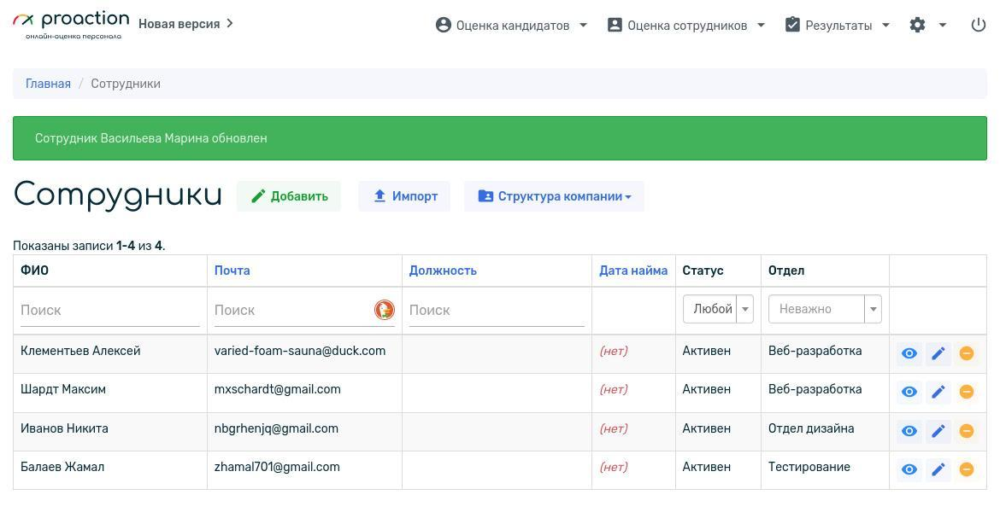 proaction
онлайн-оценка персонала
Новая версия
Оценка кандидатов
Оценка сотрудников
Результаты
Главная / Сотрудники
Сотрудник Васильева Марина обновлен
Сотрудники
Добавить
Импорт
Структура компании
Показаны записи 1-4 из 4.
ФИО Почта Должность Дата найма Статус Отдел
Поиск Поиск Поиск Любой Неважно
Клементьев Алексей varied-foam-sauna@duck.com (нет) Активен Веб-разработка
Шардт Максим mxschardt@gmail.com (нет) Активен Веб-разработка
Иванов Никита nbgrhenjq@gmail.com (нет) Активен Отдел дизайна
Балаев Жамал zhamal701@gmail.com (нет) Активен Тестирование